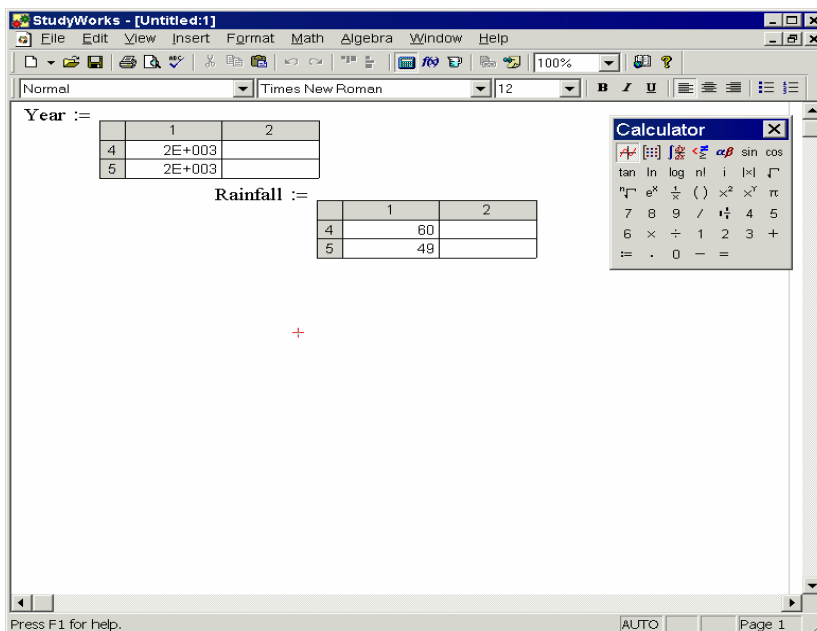 StudyWorks - [Untitled:1]
File Edit View Insert Format Math Algebra Window Help
100%
Normal Times New Roman 12 B I U
Year :=
1 2
4 2E+003
5 2E+003
Rainfall :=
1 2
4 60
5 49
Calculator
αβ sin cos
tan ln log n! i |×| √
ⁿ√ eˣ 1/x ( ) ×² ×ʸ π
7 8 9 / 4 5
6 × ÷ 1 2 3 +
:= . 0 − =
Press F1 for help. AUTO Page 1